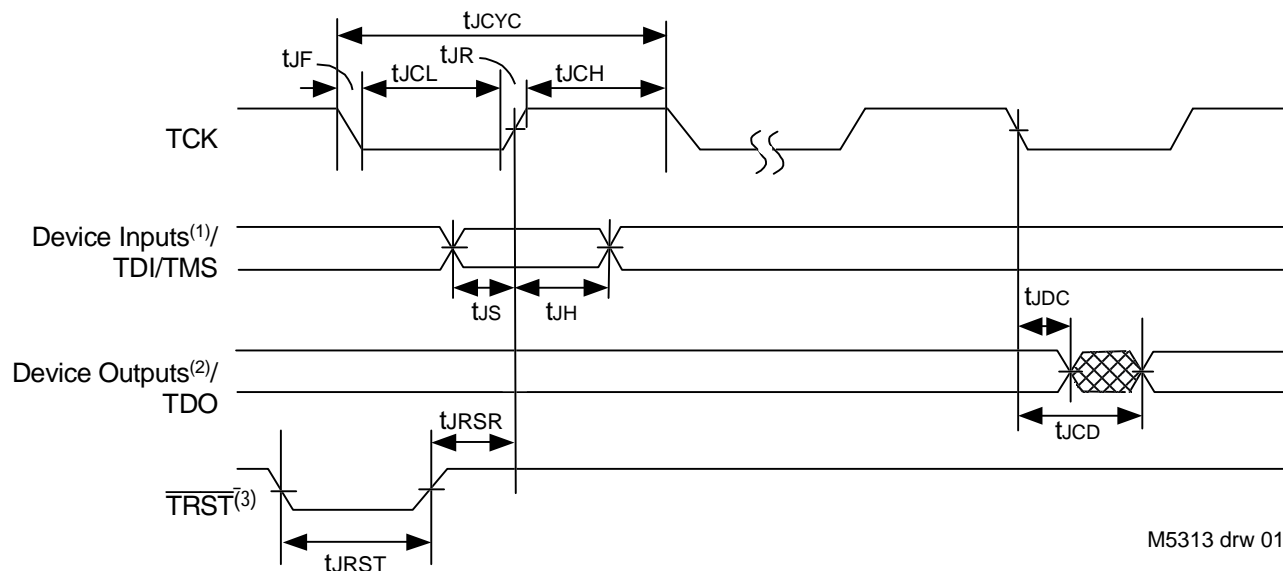 tJCYC
tJF
tJR
tJCL
tJCH
TCK
Device Inputs(1)/
TDI/TMS
tJS
tJH
tJDC
Device Outputs(2)/
TDO
tJRSR
tJCD
TRST(3)
tJRST
M5313 drw 01